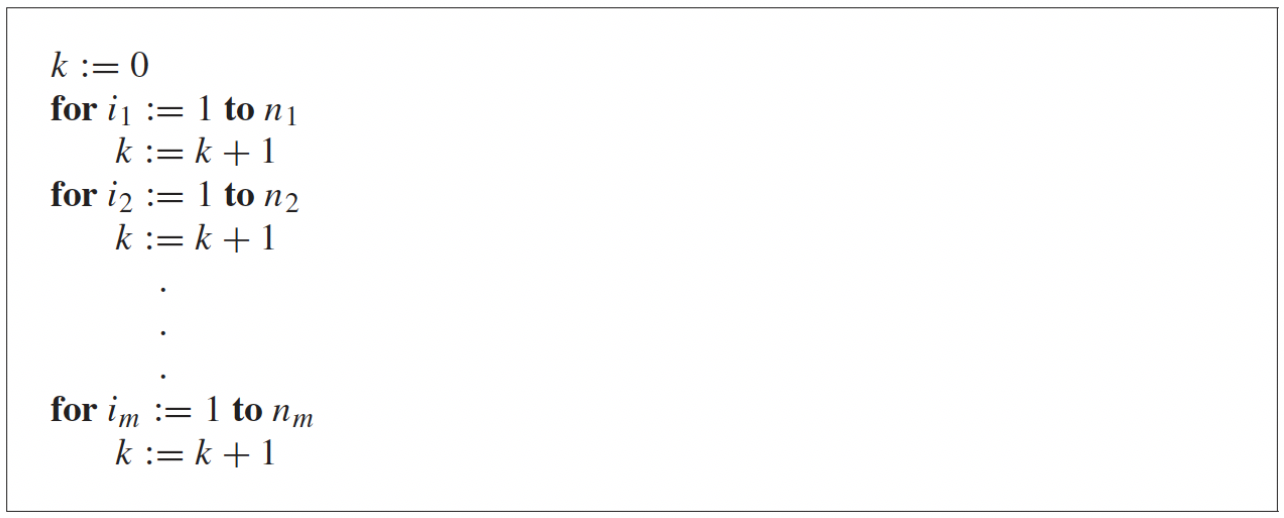 k := 0
for i₁ := 1 to n₁
k := k + 1
for i₂ := 1 to n₂
k := k + 1
.
.
.
for iₘ := 1 to nₘ
k := k + 1